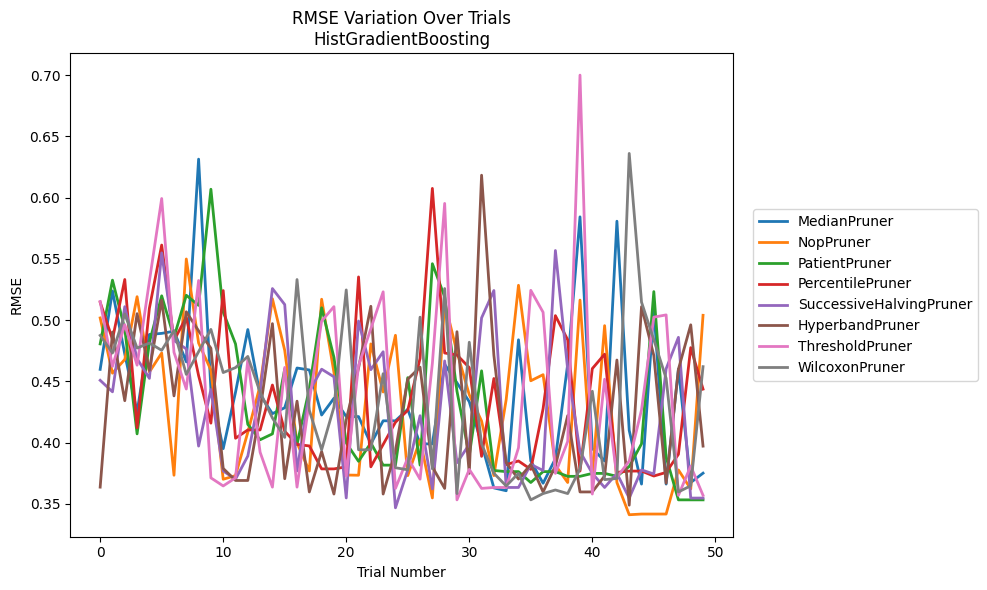 RMSE Variation Over Trials
HistGradientBoosting
0.70
0.65
0.60
0.55
0.50
0.45
0.40
0.35
RMSE
0 10 20 30 40 50
Trial Number
MedianPruner
NopPruner
PatientPruner
PercentilePruner
SuccessiveHalvingPruner
HyperbandPruner
ThresholdPruner
WilcoxonPruner